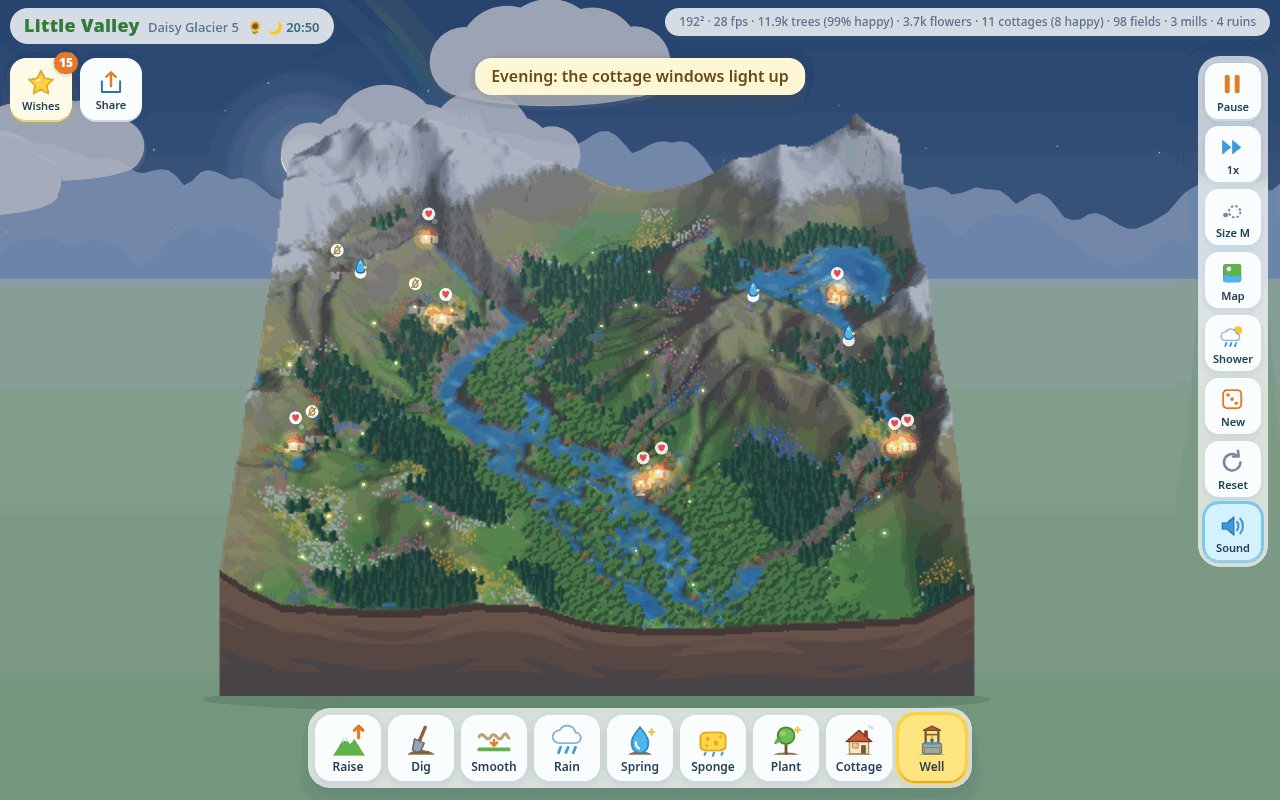 Little Valley Daisy Glacier 5 20:50
192² · 28 fps · 11.9k trees (99% happy) · 3.7k flowers · 11 cottages (8 happy) · 98 fields · 3 mills · 4 ruins
Evening: the cottage windows light up
15
Wishes
Share
Pause
1x
Size M
Map
Shower
New
Reset
Sound
Raise
Dig
Smooth
Rain
Spring
Sponge
Plant
Cottage
Well